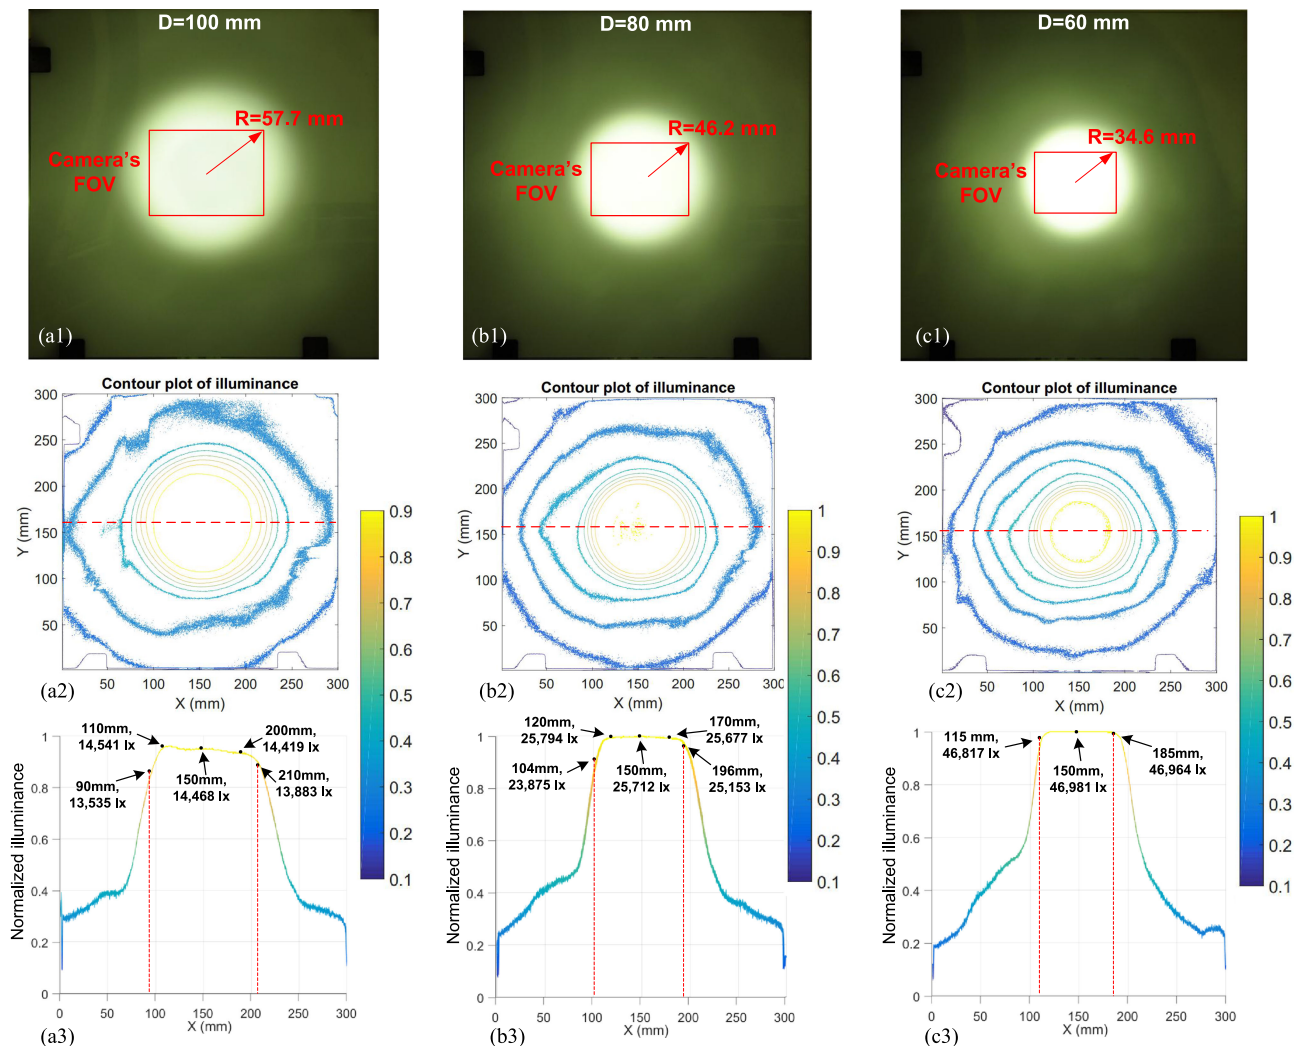 D=100 mm
R=57.7 mm
Camera's
FOV
(a1)
D=80 mm
R=46.2 mm
Camera's
FOV
(b1)
D=60 mm
R=34.6 mm
Camera's
FOV
(c1)
Contour plot of illuminance
300
250
200
150
100
50
Y (mm)
50 100 150 200 250 300
X (mm)
(a2)
0.9
0.8
0.7
0.6
0.5
0.4
0.3
0.2
0.1
Contour plot of illuminance
300
250
200
150
100
50
Y (mm)
50 100 150 200 250 300
X (mm)
(b2)
1
0.9
0.8
0.7
0.6
0.5
0.4
0.3
0.2
0.1
Contour plot of illuminance
300
250
200
150
100
50
Y (mm)
50 100 150 200 250 300
X (mm)
(c2)
1
0.9
0.8
0.7
0.6
0.5
0.4
0.3
0.2
0.1
110mm,
14,541 lx
200mm,
14,419 lx
90mm,
13,535 lx
150mm,
14,468 lx
210mm,
13,883 lx
Normalized illuminance
1
0.8
0.6
0.4
0.2
0
0 50 100 150 200 250 300
X (mm)
(a3)
120mm,
25,794 lx
170mm,
25,677 lx
104mm,
23,875 lx
150mm,
25,712 lx
196mm,
25,153 lx
Normalized illuminance
1
0.8
0.6
0.4
0.2
0
0 50 100 150 200 250 300
X (mm)
(b3)
115 mm,
46,817 lx
150mm,
46,981 lx
185mm,
46,964 lx
Normalized illuminance
1
0.8
0.6
0.4
0.2
0
0 50 100 150 200 250 300
X (mm)
(c3)